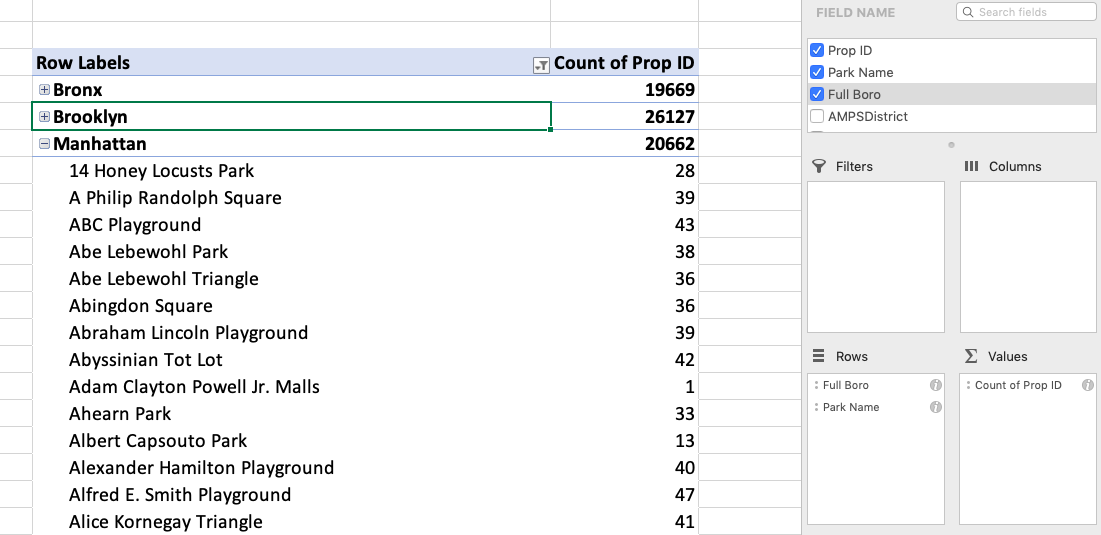 Row Labels Count of Prop ID
Bronx 19669
Brooklyn 26127
Manhattan 20662
14 Honey Locusts Park 28
A Philip Randolph Square 39
ABC Playground 43
Abe Lebewohl Park 38
Abe Lebewohl Triangle 36
Abingdon Square 36
Abraham Lincoln Playground 39
Abyssinian Tot Lot 42
Adam Clayton Powell Jr. Malls 1
Ahearn Park 33
Albert Capsouto Park 13
Alexander Hamilton Playground 40
Alfred E. Smith Playground 47
Alice Kornegay Triangle 41
FIELD NAME Search fields
Prop ID
Park Name
Full Boro
AMPSDistrict
Filters Columns
Rows Σ Values
Full Boro Count of Prop ID
Park Name